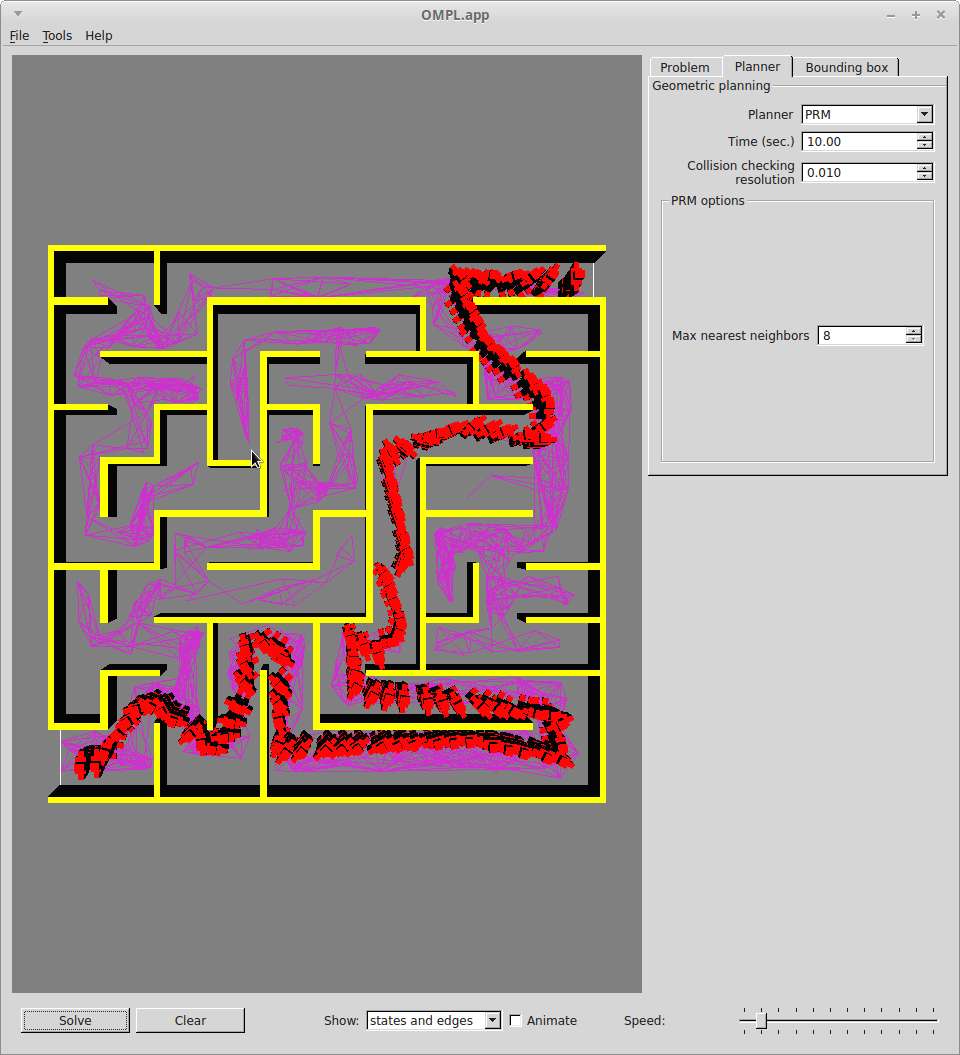 OMPL.app
File Tools Help
Problem Planner Bounding box
Geometric planning
Planner PRM
Time (sec.) 10.00
Collision checking
resolution 0.010
PRM options
Max nearest neighbors 8
Solve Clear Show: states and edges Animate Speed: